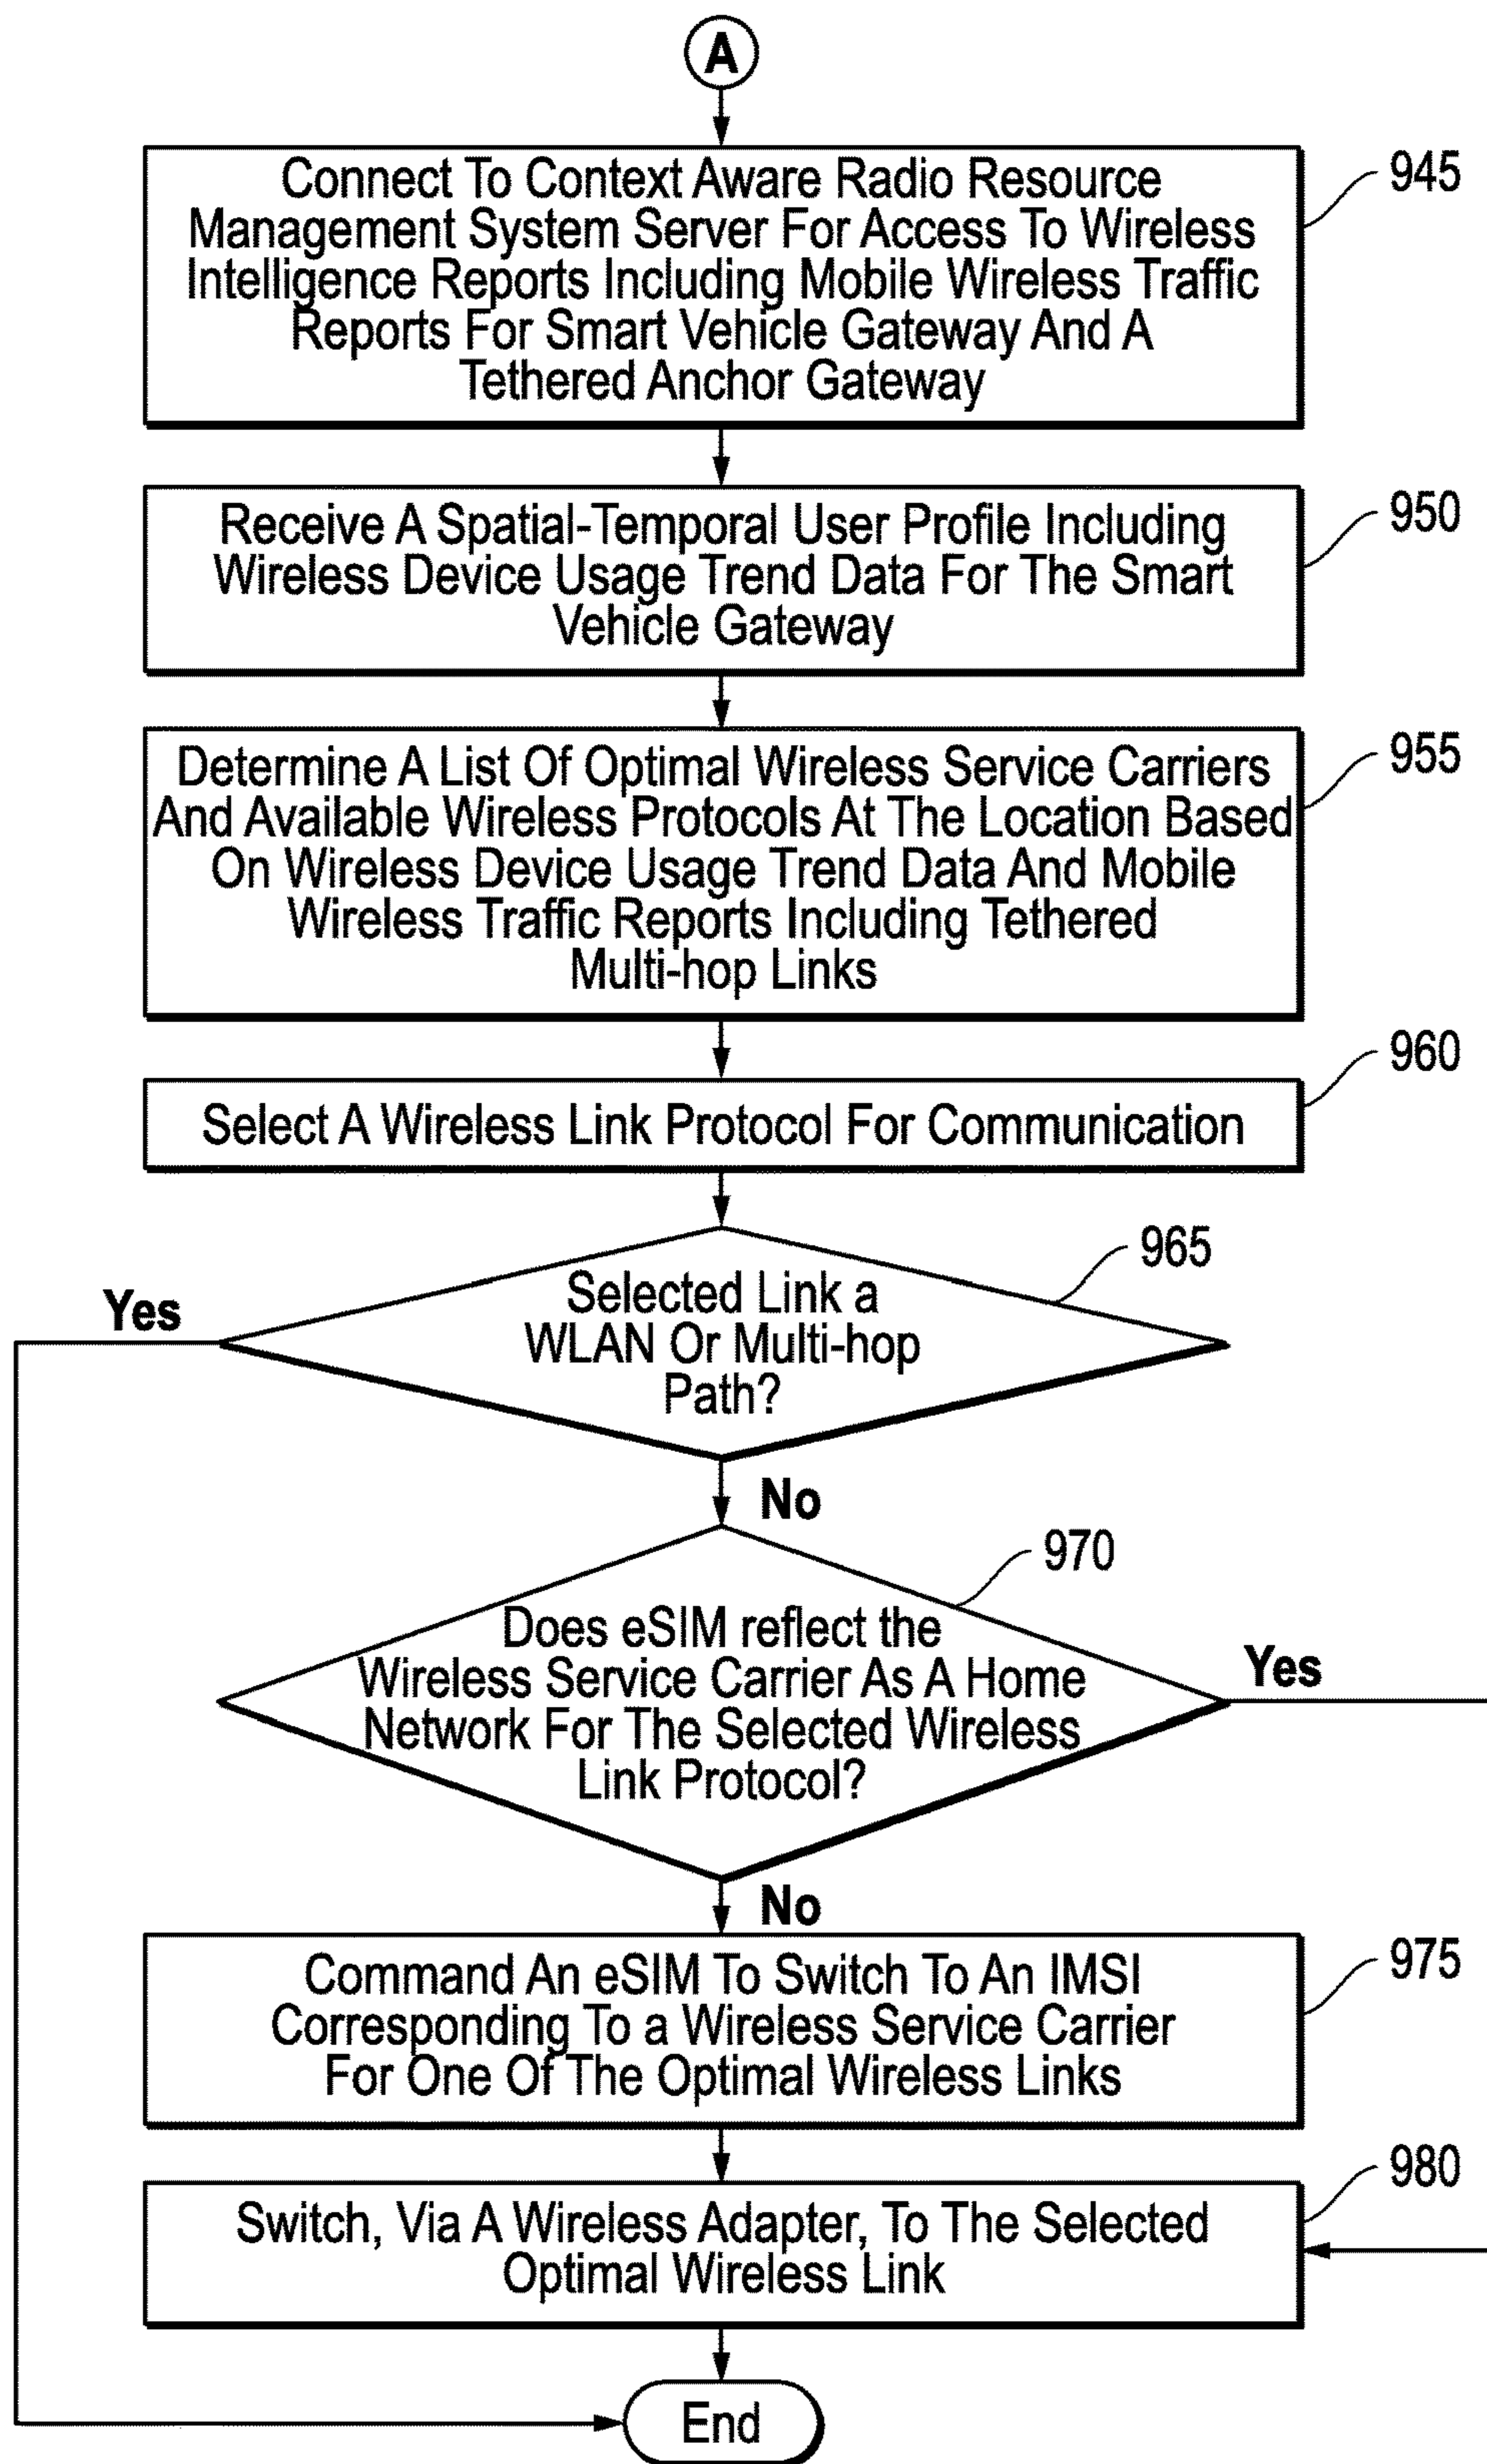 A
Connect To Context Aware Radio Resource
Management System Server For Access To Wireless
Intelligence Reports Including Mobile Wireless Traffic
Reports For Smart Vehicle Gateway And A
Tethered Anchor Gateway
945
Receive A Spatial-Temporal User Profile Including
Wireless Device Usage Trend Data For The Smart
Vehicle Gateway
950
Determine A List Of Optimal Wireless Service Carriers
And Available Wireless Protocols At The Location Based
On Wireless Device Usage Trend Data And Mobile
Wireless Traffic Reports Including Tethered
Multi-hop Links
955
Select A Wireless Link Protocol For Communication
960
Selected Link a
WLAN Or Multi-hop
Path?
965
Yes
No
Does eSIM reflect the
Wireless Service Carrier As A Home
Network For The Selected Wireless
Link Protocol?
970
Yes
No
Command An eSIM To Switch To An IMSI
Corresponding To a Wireless Service Carrier
For One Of The Optimal Wireless Links
975
Switch, Via A Wireless Adapter, To The Selected
Optimal Wireless Link
980
End